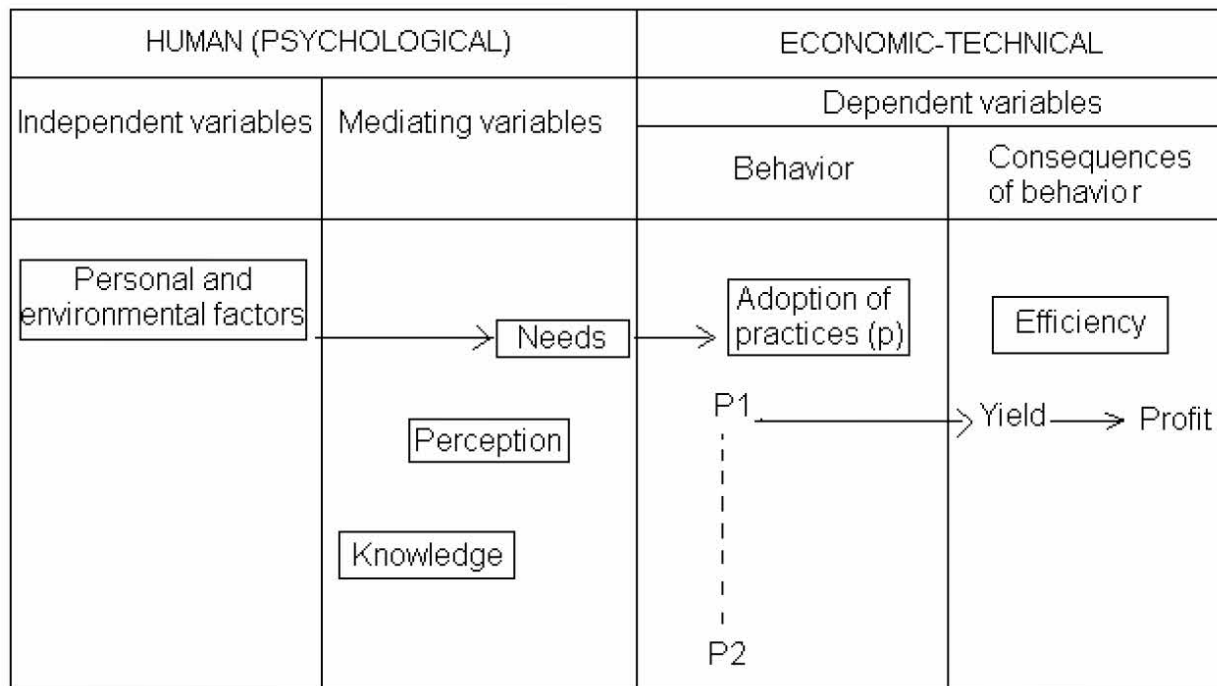 HUMAN (PSYCHOLOGICAL)
ECONOMIC-TECHNICAL
Independent variables
Mediating variables
Dependent variables
Behavior
Consequences
of behavior
Personal and
environmental factors
Needs
Perception
Knowledge
Adoption of
practices (p)
P1
P2
Efficiency
Yield
Profit